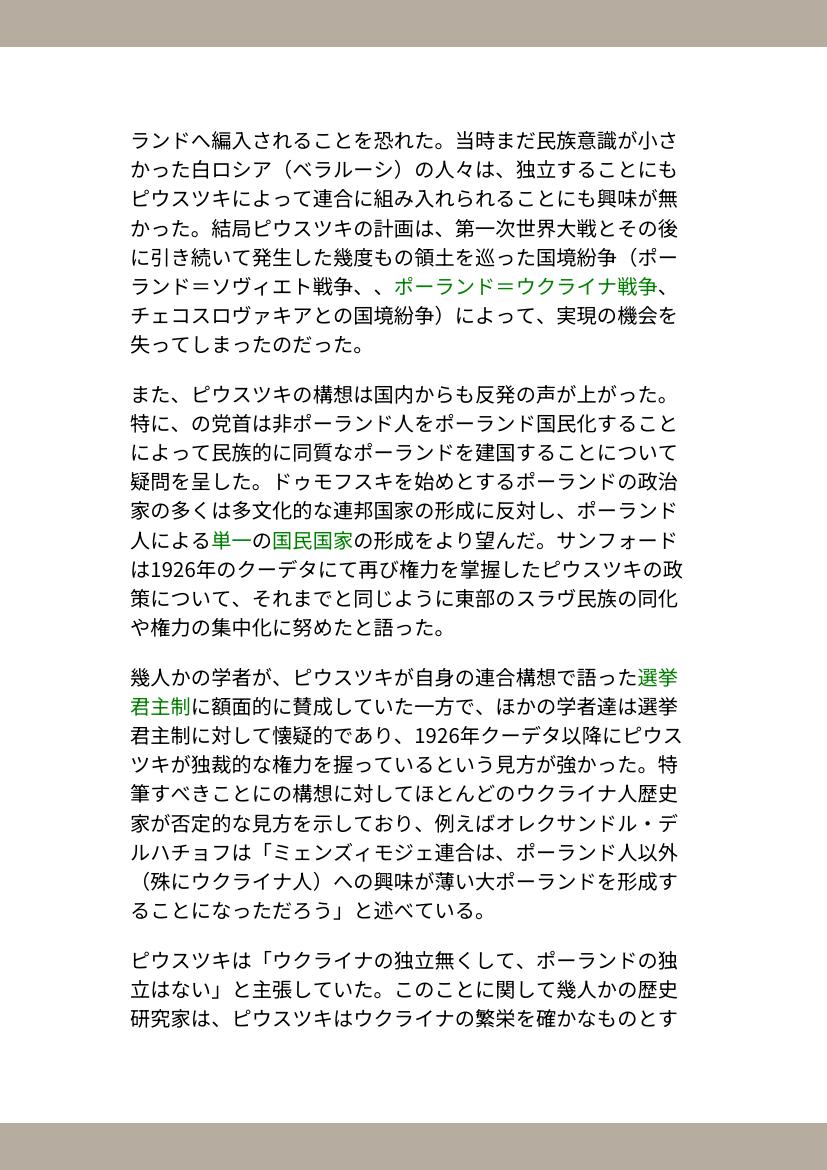 ランドへ編入されることを恐れた。当時まだ民族意識が小さ
かった白ロシア（ベラルーシ）の人々は、独立することにも
ピウスツキによって連合に組み入れられることにも興味が無
かった。結局ピウスツキの計画は、第一次世界大戦とその後
に引き続いて発生した幾度もの領土を巡った国境紛争（ポー
ランド＝ソヴィエト戦争、、ポーランド＝ウクライナ戦争、
チェコスロヴァキアとの国境紛争）によって、実現の機会を
失ってしまったのだった。
また、ピウスツキの構想は国内からも反発の声が上がった。
特に、の党首は非ポーランド人をポーランド国民化すること
によって民族的に同質なポーランドを建国することについて
疑問を呈した。ドゥモフスキを始めとするポーランドの政治
家の多くは多文化的な連邦国家の形成に反対し、ポーランド
人による単一の国民国家の形成をより望んだ。サンフォード
は1926年のクーデタにて再び権力を掌握したピウスツキの政
策について、それまでと同じように東部のスラヴ民族の同化
や権力の集中化に努めたと語った。
幾人かの学者が、ピウスツキが自身の連合構想で語った選挙
君主制に額面的に賛成していた一方で、ほかの学者達は選挙
君主制に対して懐疑的であり、1926年クーデタ以降にピウス
ツキが独裁的な権力を握っているという見方が強かった。特
筆すべきことにの構想に対してほとんどのウクライナ人歴史
家が否定的な見方を示しており、例えばオレクサンドル・デ
ルハチョフは「ミェンズィモジェ連合は、ポーランド人以外
（殊にウクライナ人）への興味が薄い大ポーランドを形成す
ることになっただろう」と述べている。
ピウスツキは「ウクライナの独立無くして、ポーランドの独
立はない」と主張していた。このことに関して幾人かの歴史
研究家は、ピウスツキはウクライナの繁栄を確かなものとす